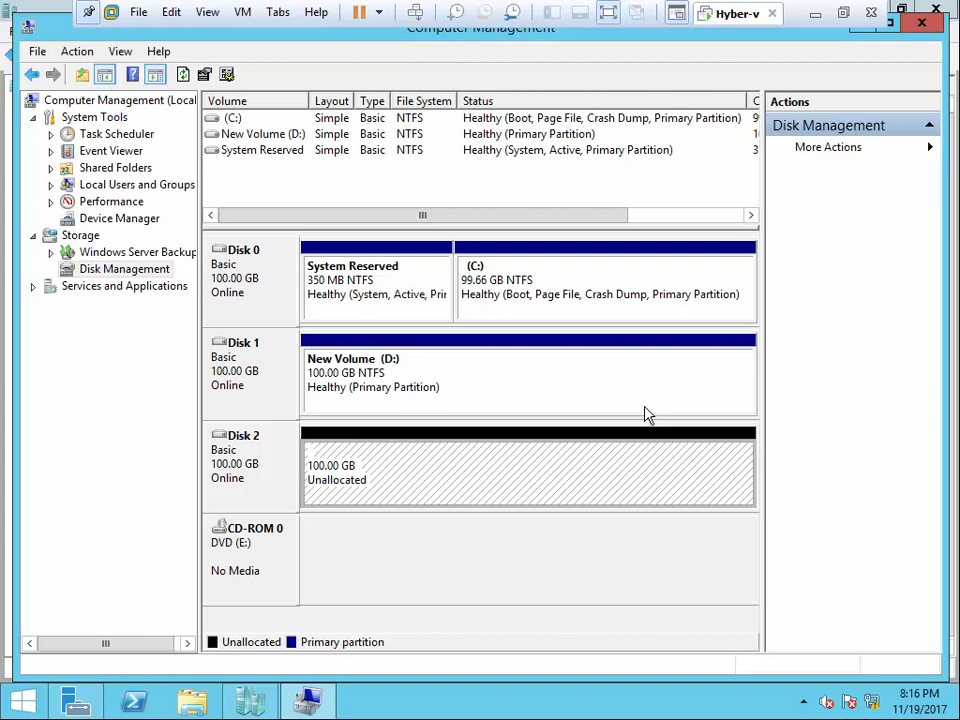 File Edit View VM Tabs Help Hyber-v
Computer Management
File Action View Help
Computer Management (Local
System Tools
Task Scheduler
Event Viewer
Shared Folders
Local Users and Groups
Performance
Device Manager
Storage
Windows Server Backup
Disk Management
Services and Applications
Volume Layout Type File System Status C
(C:) Simple Basic NTFS Healthy (Boot, Page File, Crash Dump, Primary Partition) 9
New Volume (D:) Simple Basic NTFS Healthy (Primary Partition) 1
System Reserved Simple Basic NTFS Healthy (System, Active, Primary Partition) 3
Disk 0
Basic
100.00 GB
Online
System Reserved
350 MB NTFS
Healthy (System, Active, Pri
(C:)
99.66 GB NTFS
Healthy (Boot, Page File, Crash Dump, Primary Partition)
Disk 1
Basic
100.00 GB
Online
New Volume (D:)
100.00 GB NTFS
Healthy (Primary Partition)
Disk 2
Basic
100.00 GB
Online
100.00 GB
Unallocated
CD-ROM 0
DVD (E:)
No Media
Unallocated Primary partition
Actions
Disk Management
More Actions
8:16 PM
11/19/2017